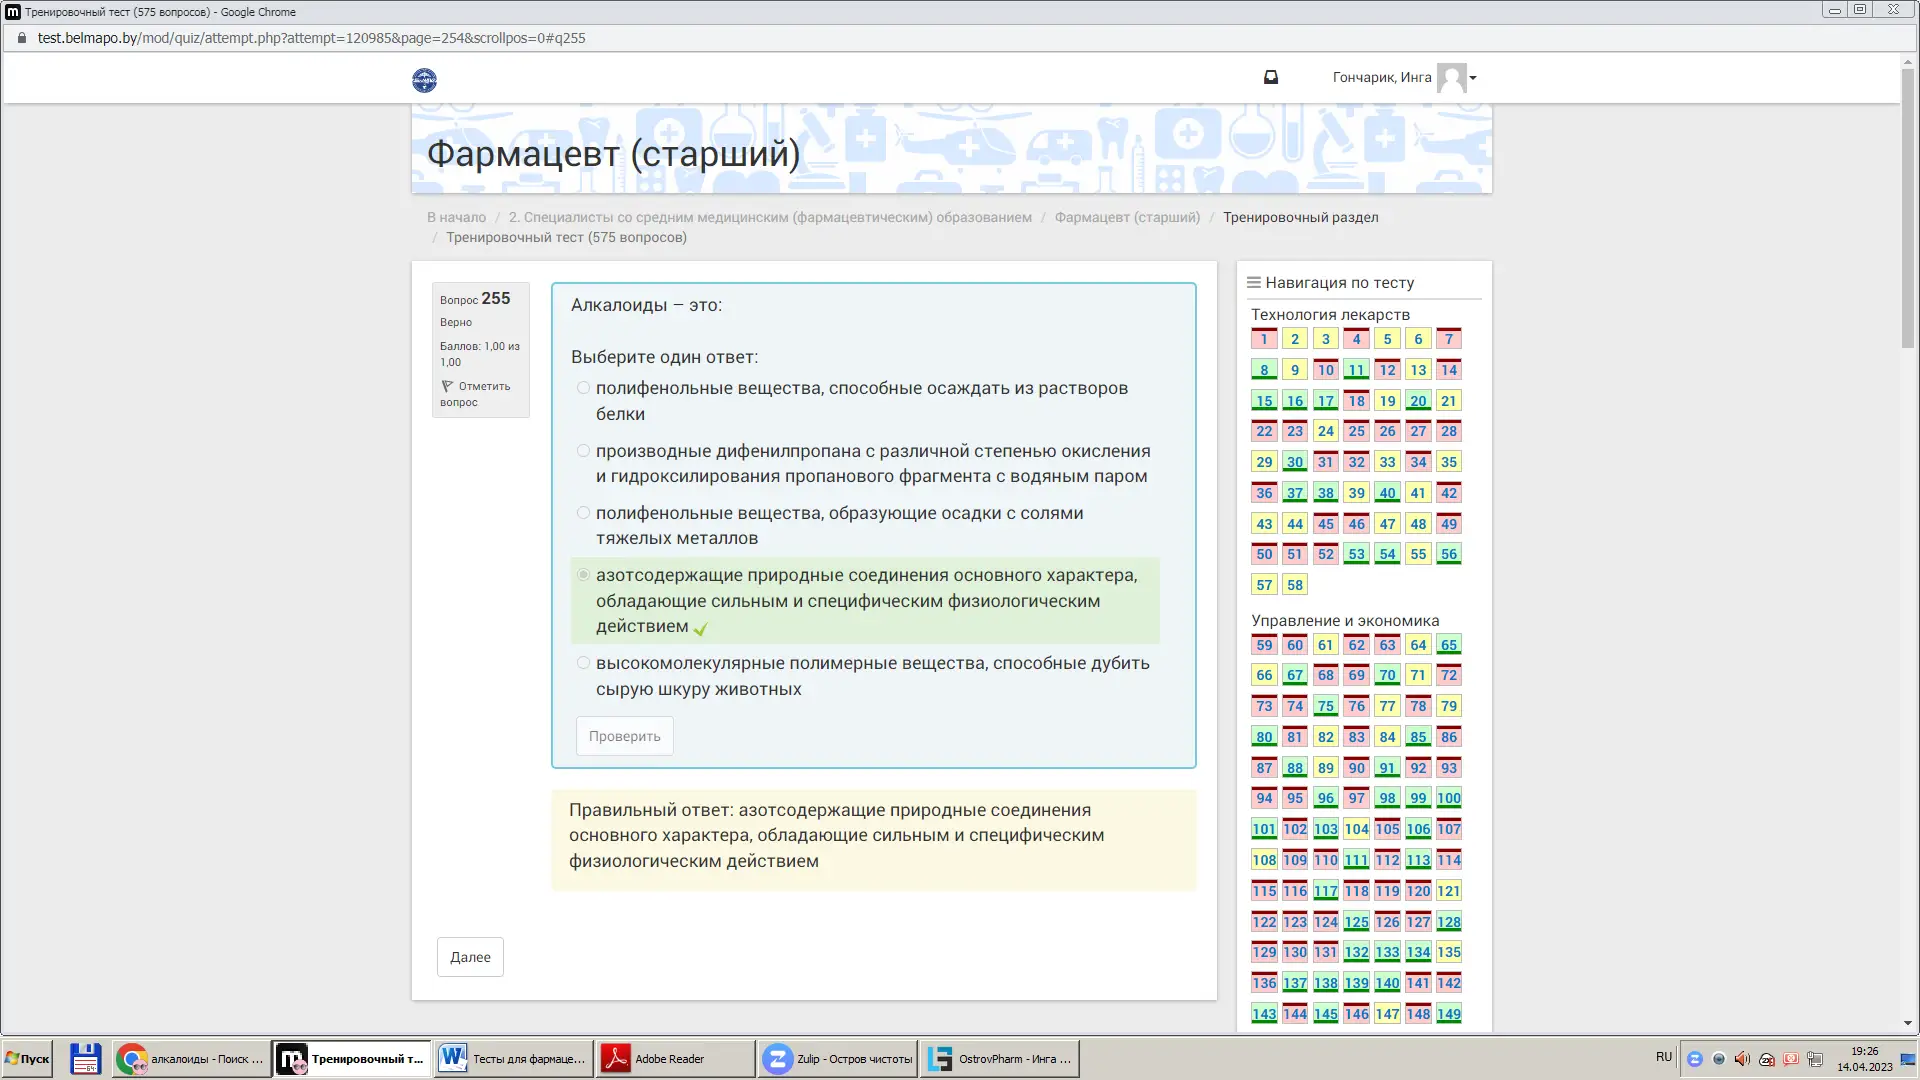 Тренировочный тест (575 вопросов) - Google Chrome
test.belmapo.by/mod/quiz/attempt.php?attempt=120985&page=254&scrollpos=0#q255
Гончарик, Инга
Фармацевт (старший)
В начало / 2. Специалисты со средним медицинским (фармацевтическим) образованием / Фармацевт (старший) / Тренировочный раздел
/ Тренировочный тест (575 вопросов)
Вопрос 255
Верно
Баллов: 1,00 из
1,00
Отметить
вопрос
Алкалоиды – это:
Выберите один ответ:
полифенольные вещества, способные осаждать из растворов
белки
производные дифенилпропана с различной степенью окисления
и гидроксилирования пропанового фрагмента с водяным паром
полифенольные вещества, образующие осадки с солями
тяжелых металлов
азотсодержащие природные соединения основного характера,
обладающие сильным и специфическим физиологическим
действием
высокомолекулярные полимерные вещества, способные дубить
сырую шкуру животных
Проверить
Правильный ответ: азотсодержащие природные соединения
основного характера, обладающие сильным и специфическим
физиологическим действием
Далее
Навигация по тесту
Технология лекарств
1 2 3 4 5 6 7
8 9 10 11 12 13 14
15 16 17 18 19 20 21
22 23 24 25 26 27 28
29 30 31 32 33 34 35
36 37 38 39 40 41 42
43 44 45 46 47 48 49
50 51 52 53 54 55 56
57 58
Управление и экономика
59 60 61 62 63 64 65
66 67 68 69 70 71 72
73 74 75 76 77 78 79
80 81 82 83 84 85 86
87 88 89 90 91 92 93
94 95 96 97 98 99 100
101 102 103 104 105 106 107
108 109 110 111 112 113 114
115 116 117 118 119 120 121
122 123 124 125 126 127 128
129 130 131 132 133 134 135
136 137 138 139 140 141 142
143 144 145 146 147 148 149
Пуск
алкалоиды - Поиск ...
Тренировочный т...
Тесты для фармаце...
Adobe Reader
Zulip - Остров чистоты
OstrovPharm - Инга ...
RU
19:26
14.04.2023